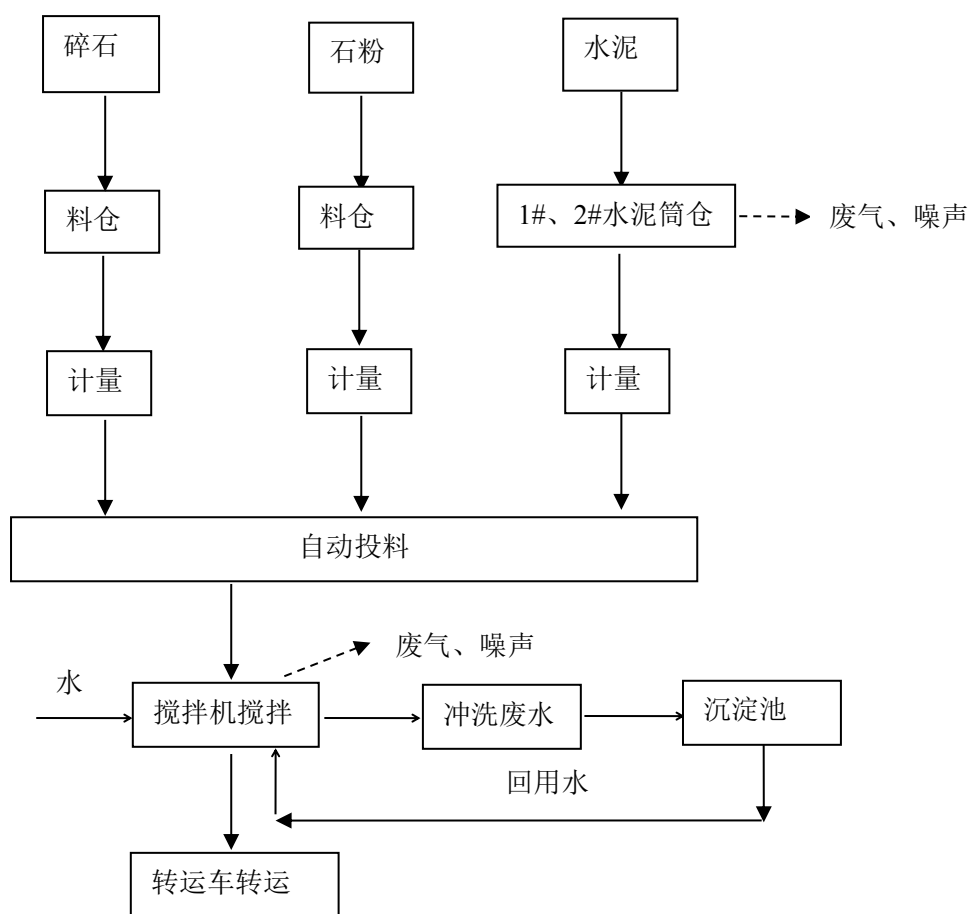 碎石
石粉
水泥
料仓
料仓
1#、2#水泥筒仓
废气、噪声
计量
计量
计量
自动投料
废气、噪声
水
搅拌机搅拌
冲洗废水
沉淀池
回用水
转运车转运